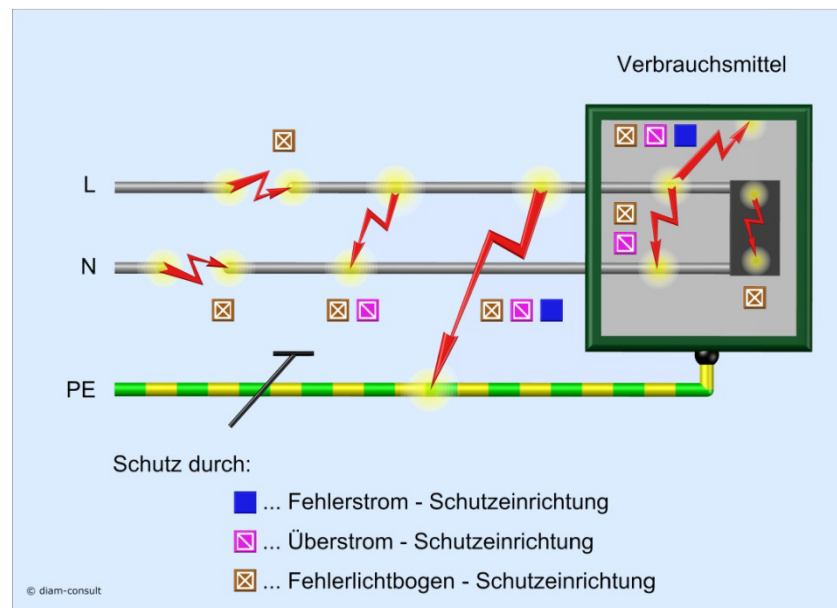 Verbrauchsmittel
L
N
PE
Schutz durch:
... Fehlerstrom - Schutzeinrichtung
... Überstrom - Schutzeinrichtung
... Fehlerlichtbogen - Schutzeinrichtung
© diam-consult